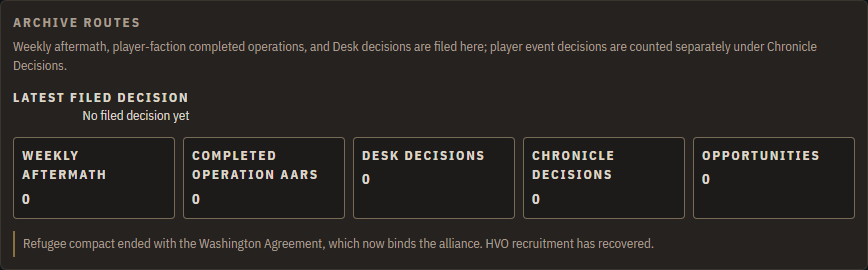 ARCHIVE ROUTES
Weekly aftermath, player-faction completed operations, and Desk decisions are filed here; player event decisions are counted separately under Chronicle
Decisions.
LATEST FILED DECISION
No filed decision yet
WEEKLY
AFTERMATH
0
COMPLETED
OPERATION AARS
0
DESK DECISIONS
0
CHRONICLE
DECISIONS
0
OPPORTUNITIES
0
Refugee compact ended with the Washington Agreement, which now binds the alliance. HVO recruitment has recovered.